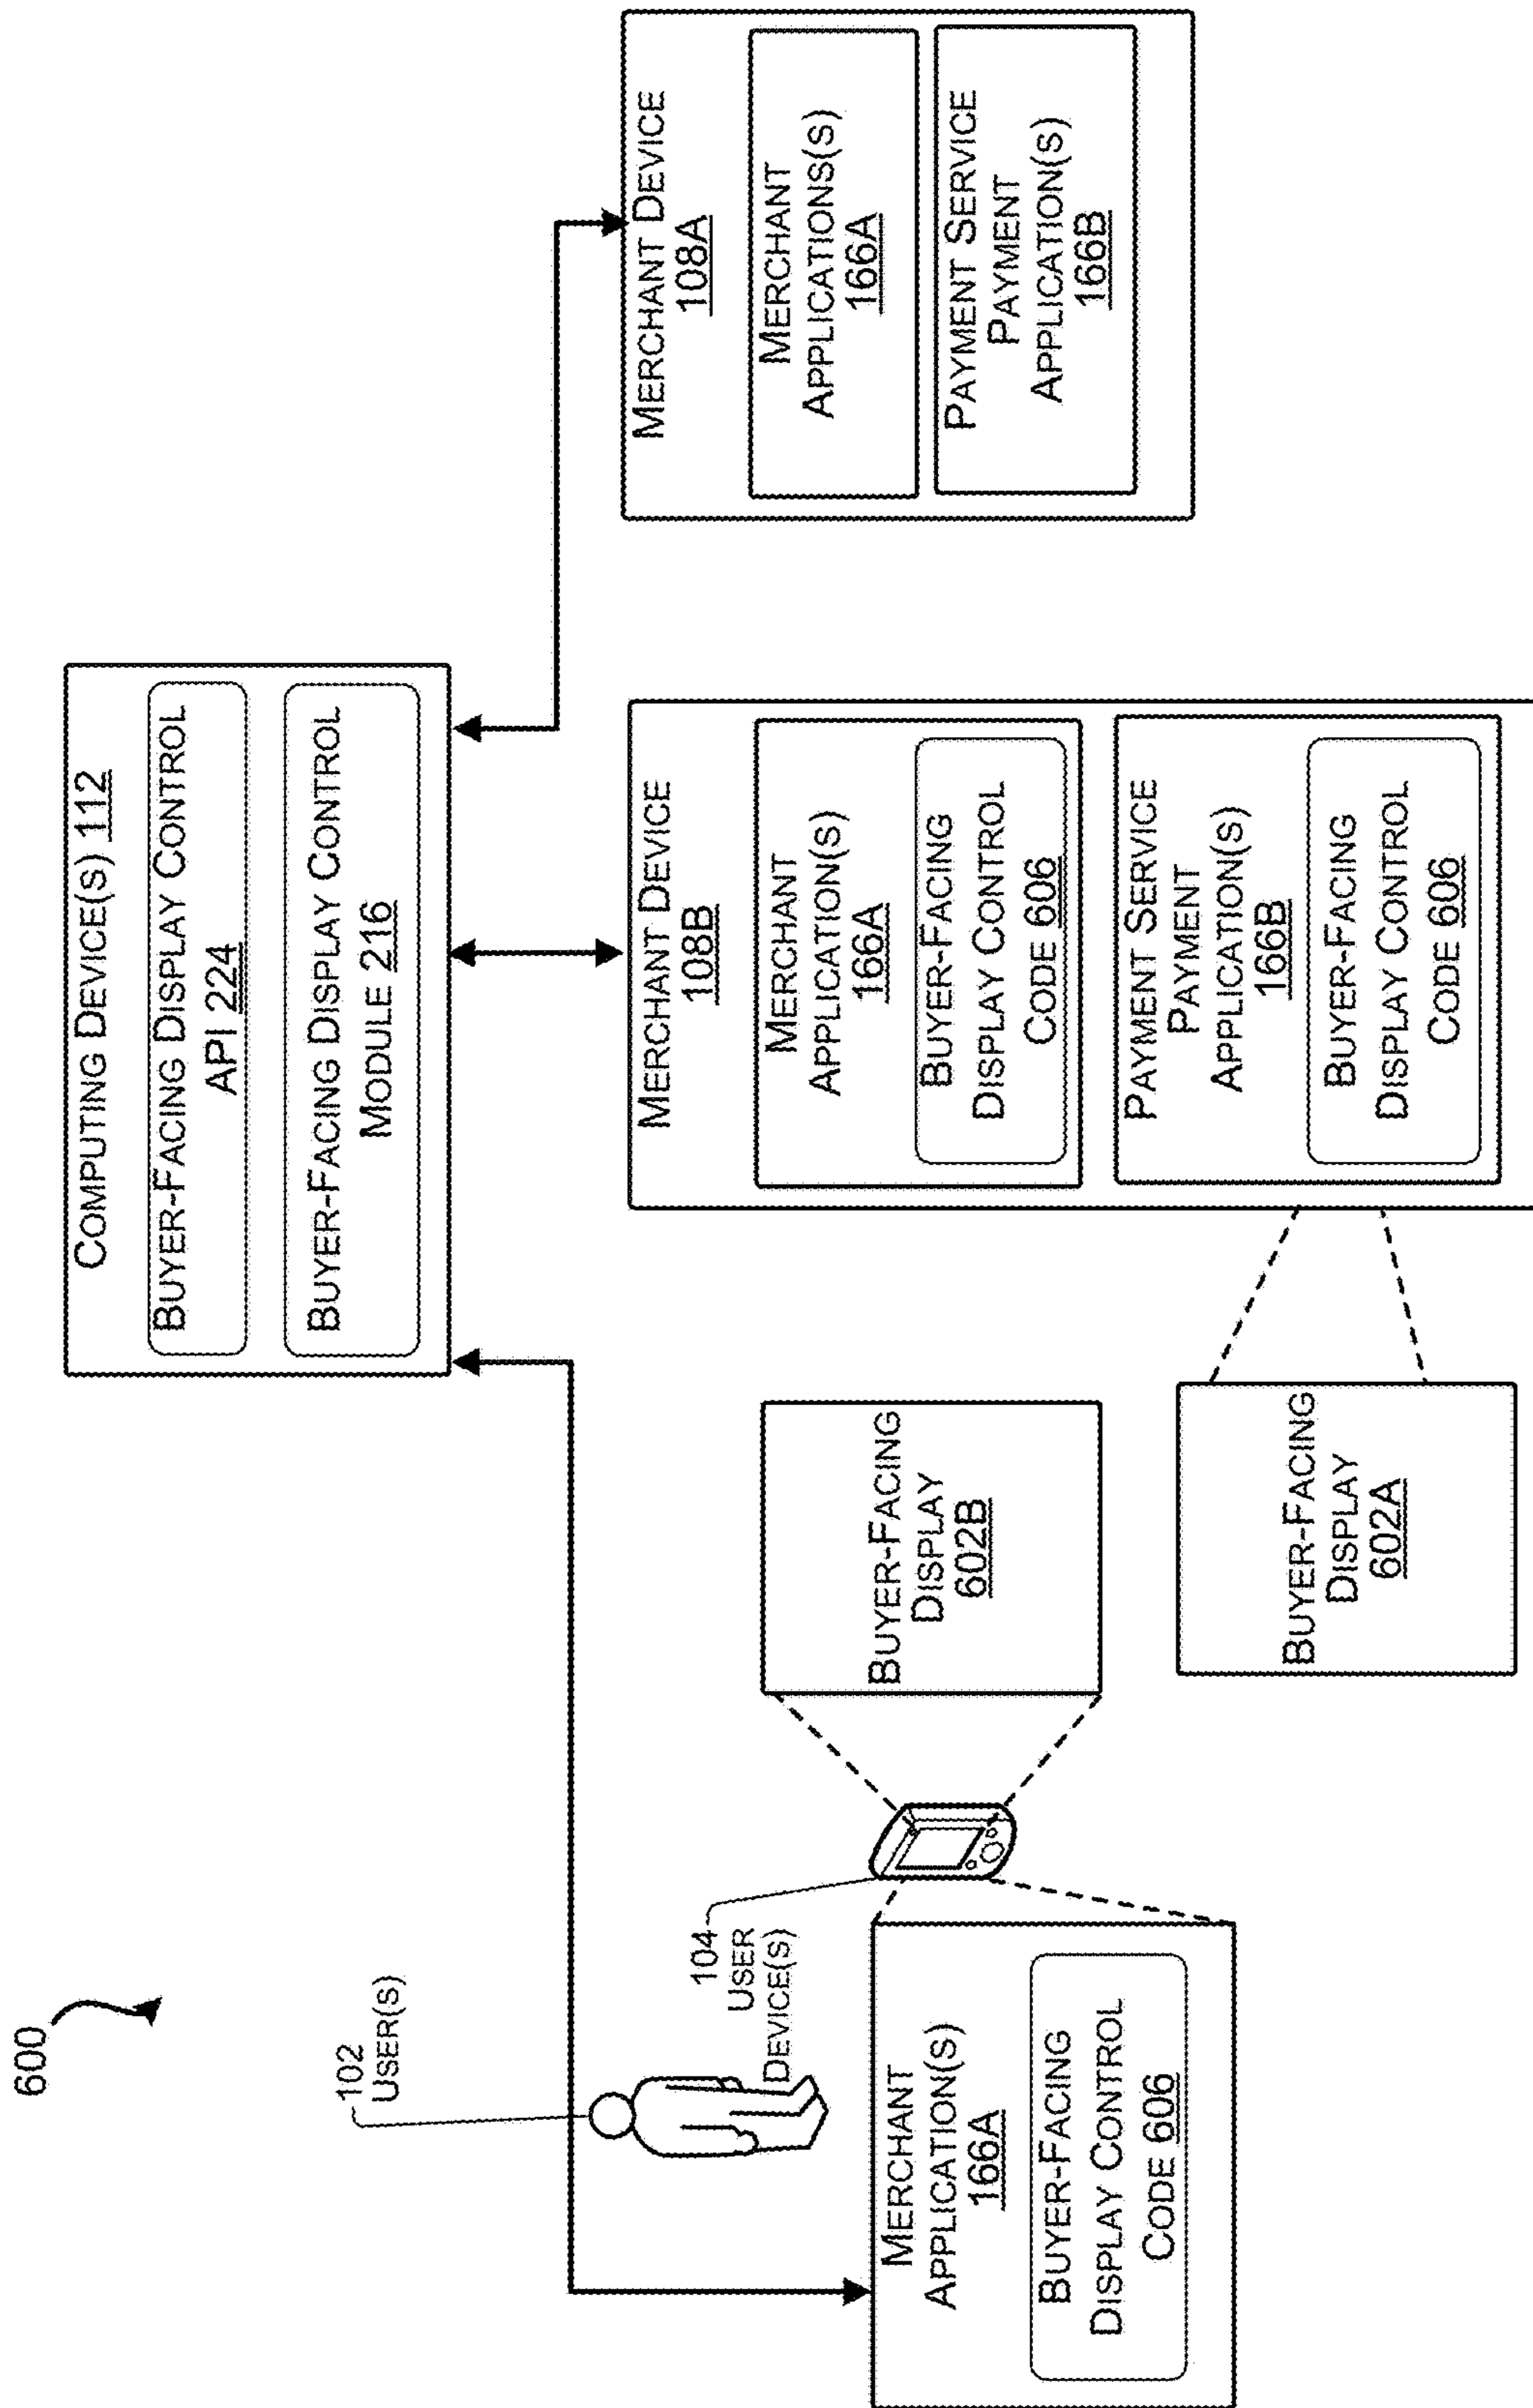 600
102
USER(S)
104
USER
DEVICE(S)
MERCHANT
APPLICATION(S)
166A
BUYER-FACING
DISPLAY CONTROL
CODE 606
BUYER-FACING
DISPLAY
602B
BUYER-FACING
DISPLAY
602A
COMPUTING DEVICE(S) 112
BUYER-FACING DISPLAY CONTROL
API 224
BUYER-FACING DISPLAY CONTROL
MODULE 216
MERCHANT DEVICE
108B
MERCHANT
APPLICATION(S)
166A
BUYER-FACING
DISPLAY CONTROL
CODE 606
PAYMENT SERVICE
PAYMENT
APPLICATION(S)
166B
BUYER-FACING
DISPLAY CONTROL
CODE 606
MERCHANT DEVICE
108A
MERCHANT
APPLICATIONS(S)
166A
PAYMENT SERVICE
PAYMENT
APPLICATION(S)
166B